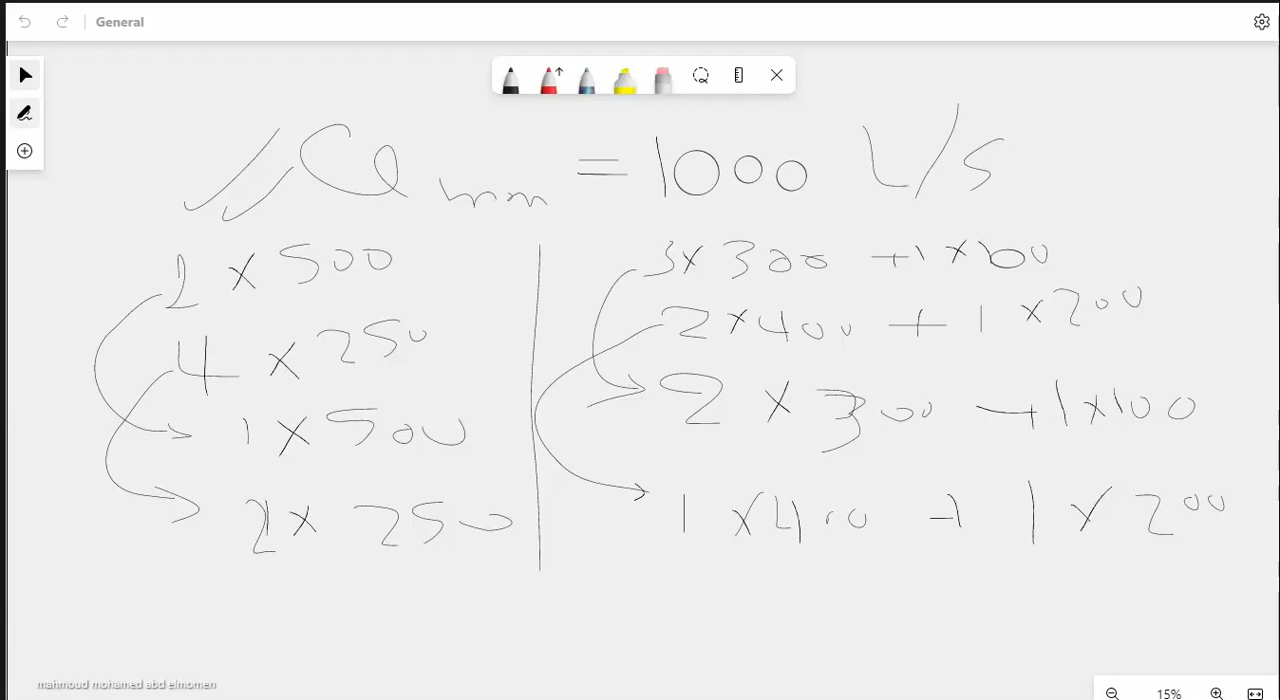 General
Q = 1000 L/s
2 x 500
4 x 250
1 x 500
2 x 250
3 x 300 + 1 x 100
2 x 400 + 1 x 200
2 x 300 + 1 x 100
1 x 400 + 1 x 200
mahmoud mohamed abd elmomen
15%